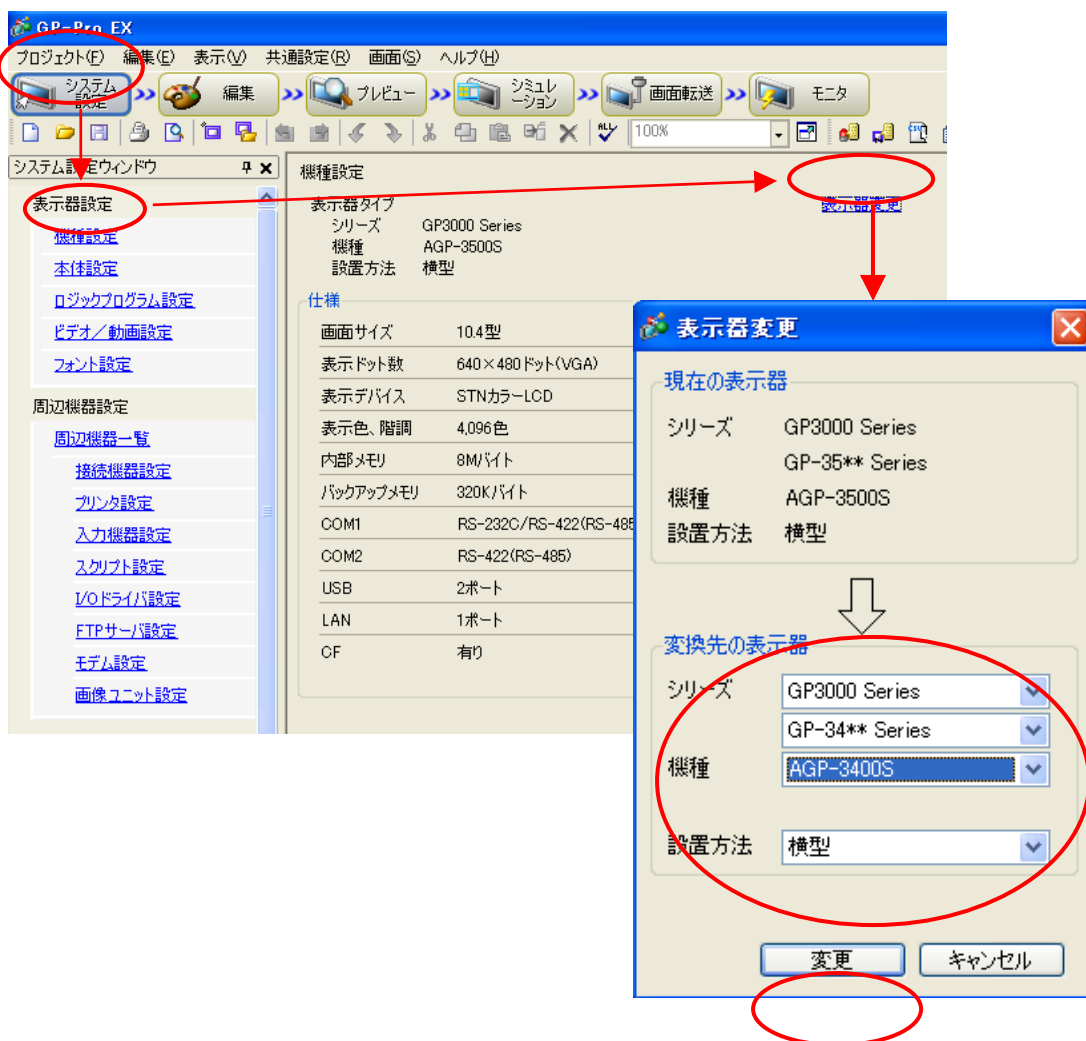 GP-Pro EX
プロジェクト(F) 編集(E) 表示(V) 共通設定(R) 画面(S) ヘルプ(H)
システム設定 編集 プレビュー シミュレーション 画面転送 モニタ
100%
システム設定ウィンドウ
表示器設定
機種設定
本体設定
ロジックプログラム設定
ビデオ／動画設定
フォント設定
周辺機器設定
周辺機器一覧
接続機器設定
プリンタ設定
入力機器設定
スクリプト設定
I/Oドライバ設定
FTPサーバ設定
モデム設定
画像ユニット設定
機種設定
表示器変更
表示器タイプ
シリーズ GP3000 Series
機種 AGP-3500S
設置方法 横型
仕様
画面サイズ 10.4型
表示ドット数 640×480ドット(VGA)
表示デバイス STNカラーLCD
表示色、階調 4,096色
内部メモリ 8Mバイト
バックアップメモリ 320Kバイト
COM1 RS-232C/RS-422(RS-485
COM2 RS-422(RS-485)
USB 2ポート
LAN 1ポート
CF 有り
表示器変更
現在の表示器
シリーズ GP3000 Series
GP-35** Series
機種 AGP-3500S
設置方法 横型
変換先の表示器
シリーズ GP3000 Series
GP-34** Series
機種 AGP-3400S
設置方法 横型
変更 キャンセル